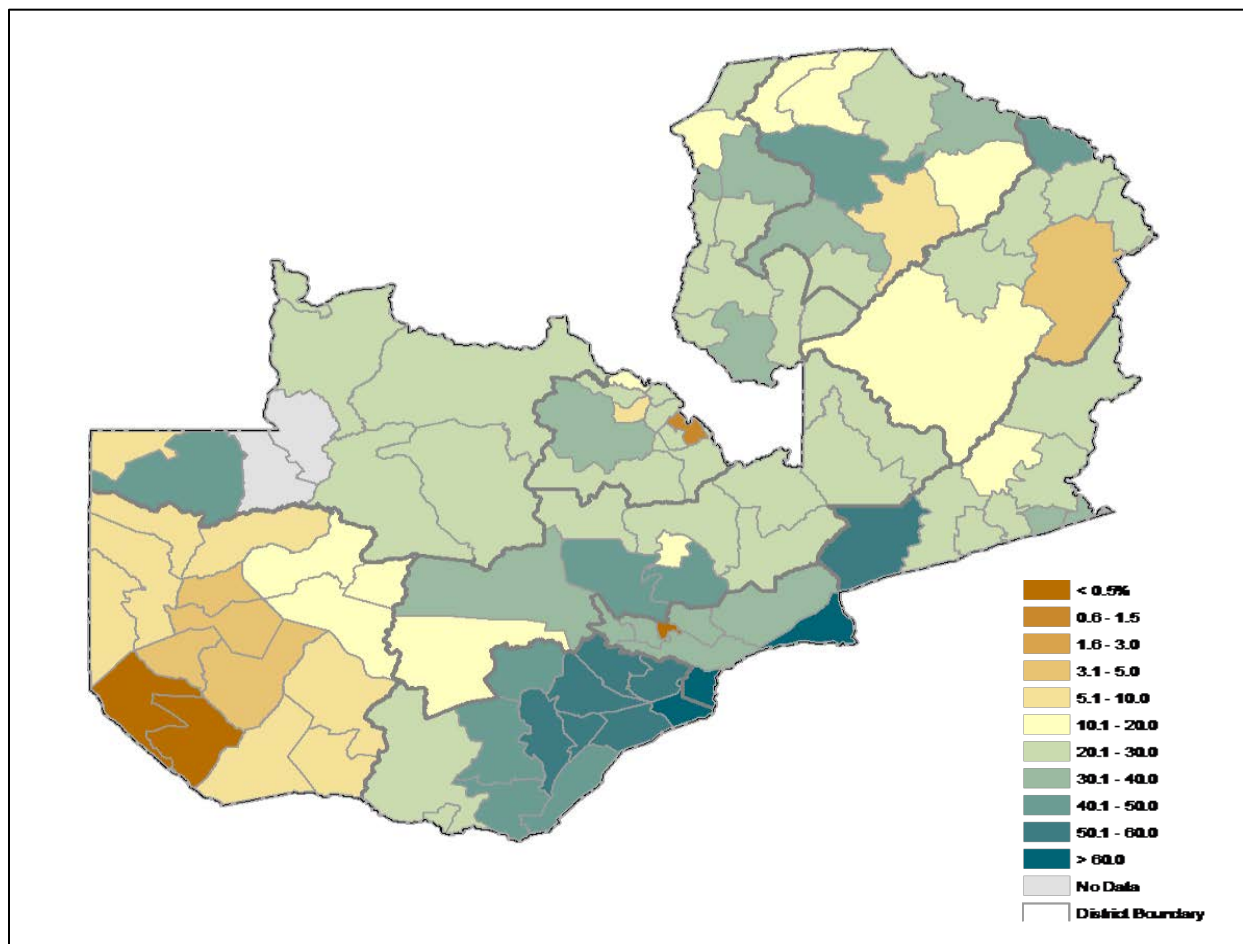 < 0.5%
0.6 - 1.5
1.6 - 3.0
3.1 - 5.0
5.1 - 10.0
10.1 - 20.0
20.1 - 30.0
30.1 - 40.0
40.1 - 50.0
50.1 - 60.0
> 60.0
No Data
District Boundary